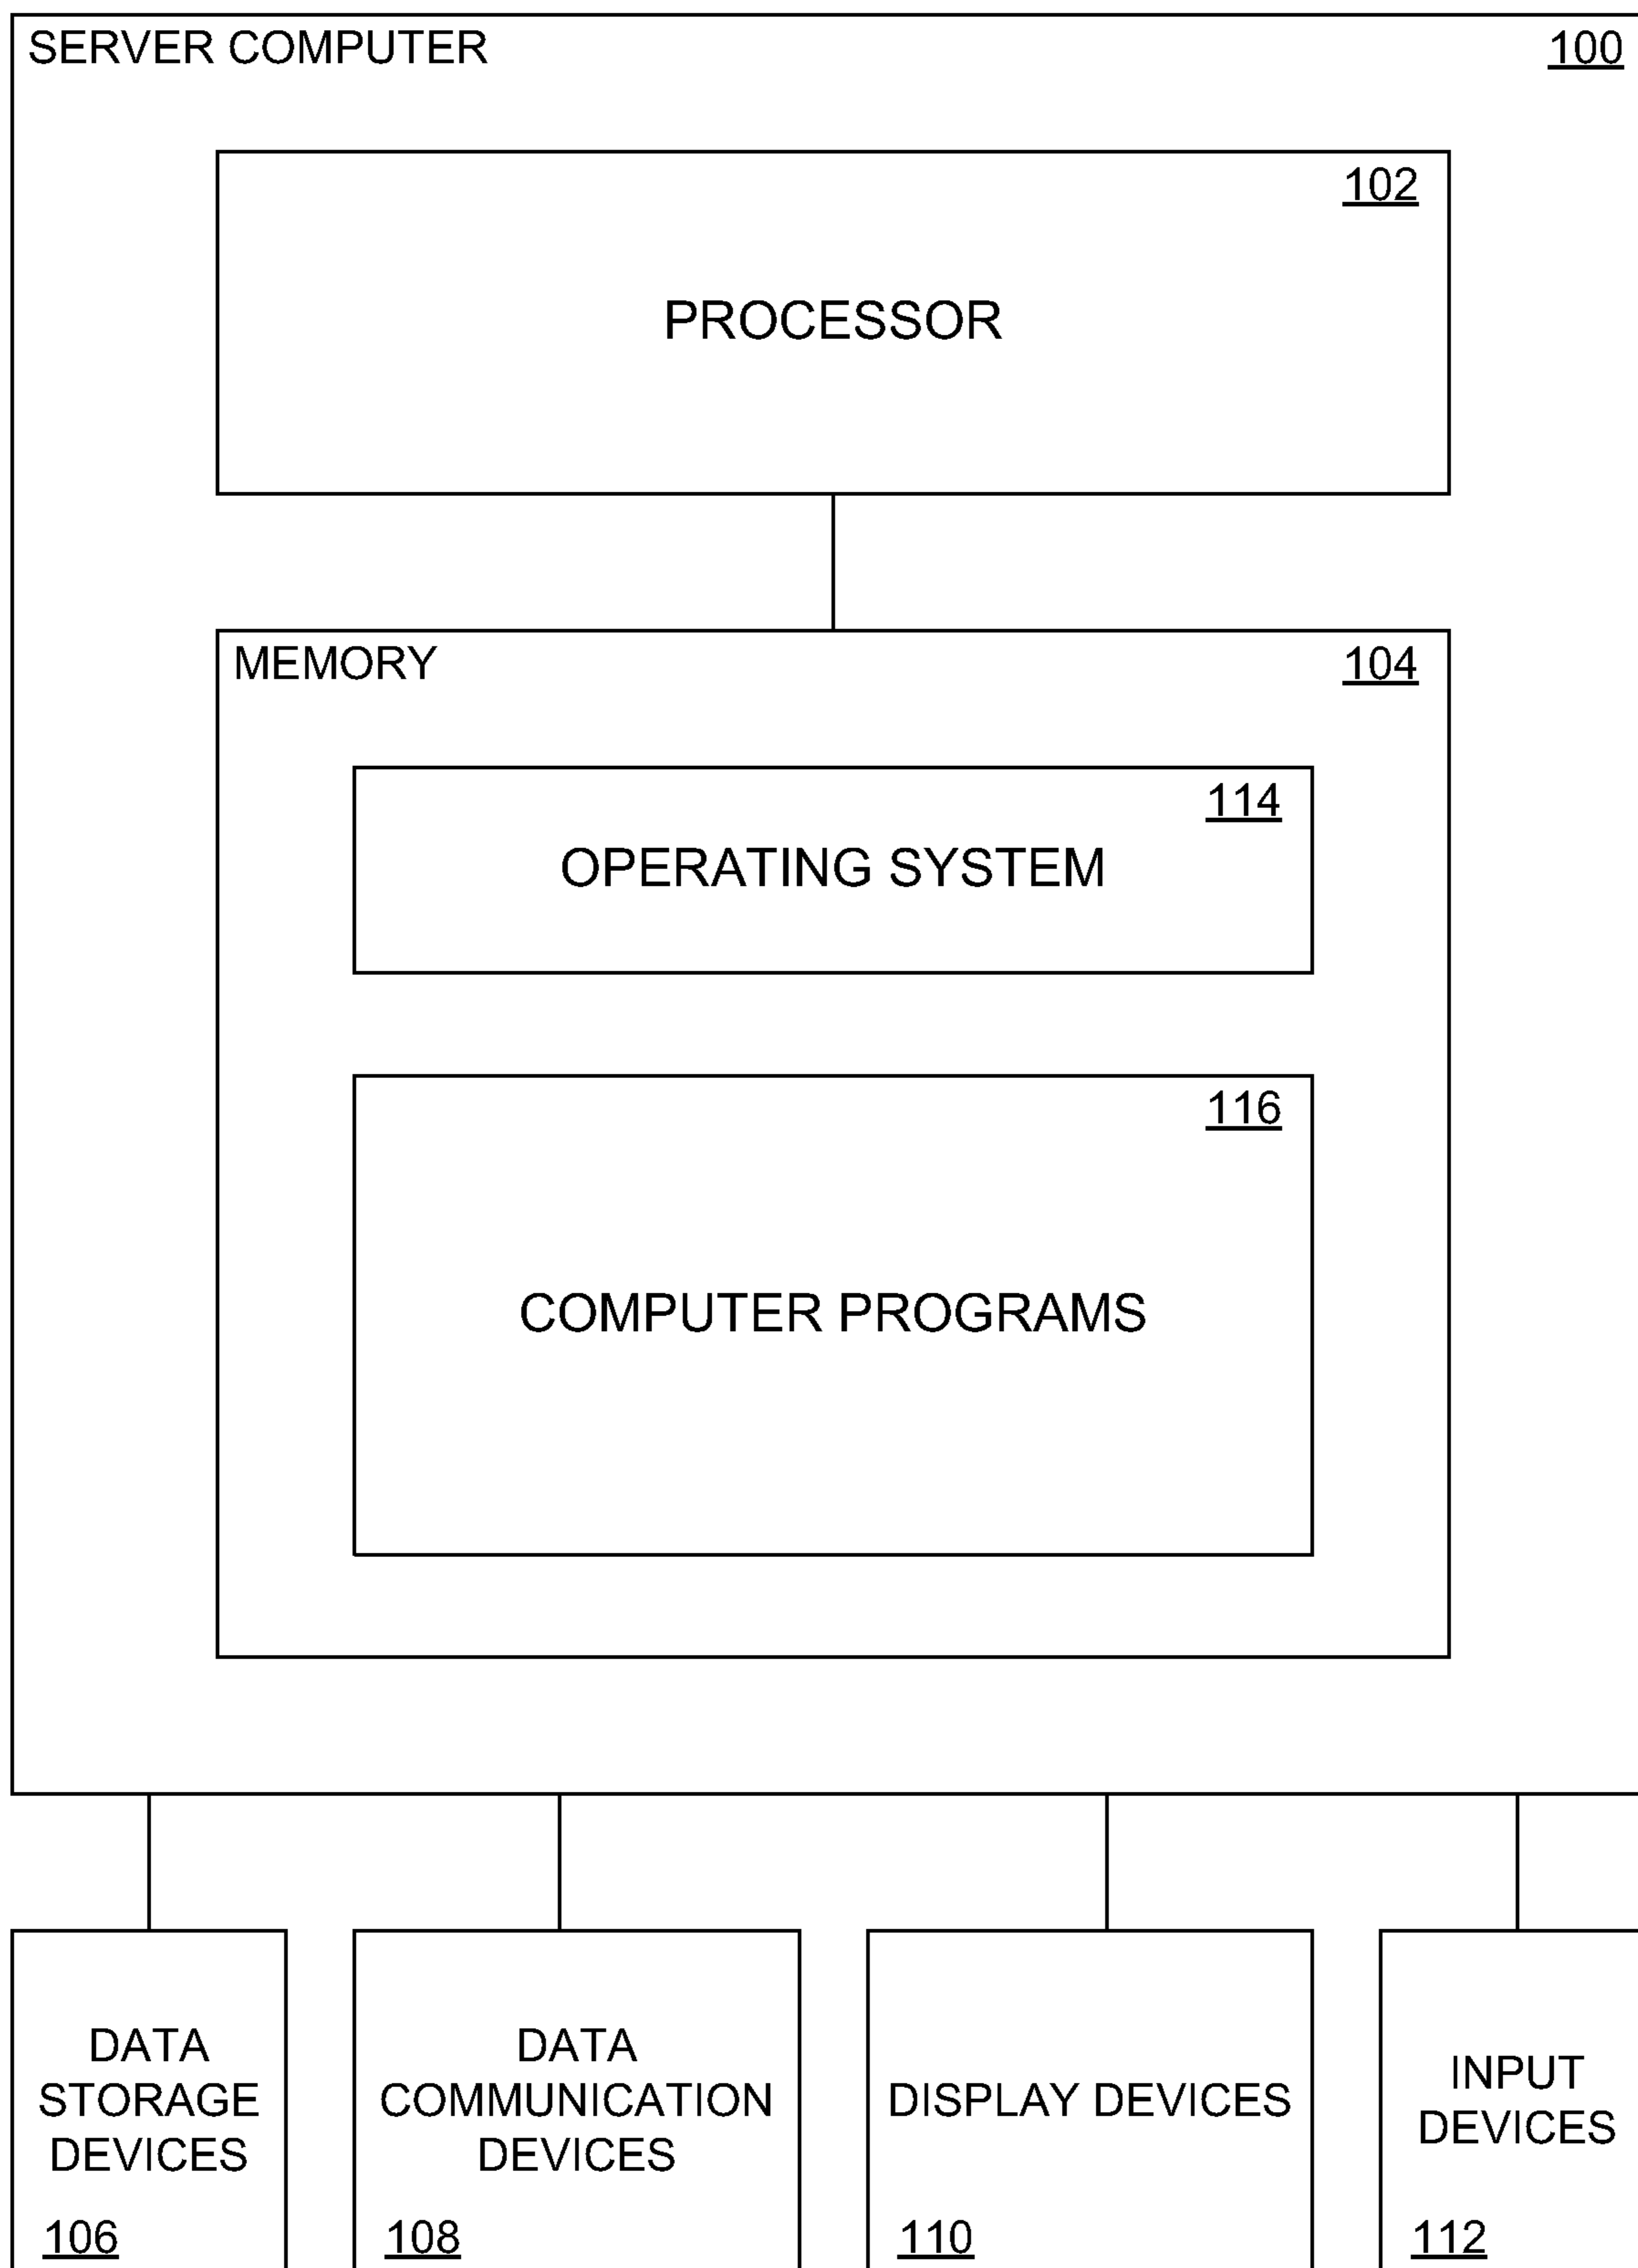 SERVER COMPUTER 100
102
PROCESSOR
MEMORY 104
114
OPERATING SYSTEM
116
COMPUTER PROGRAMS
DATA
STORAGE
DEVICES
106
DATA
COMMUNICATION
DEVICES
108
DISPLAY DEVICES
110
INPUT
DEVICES
112